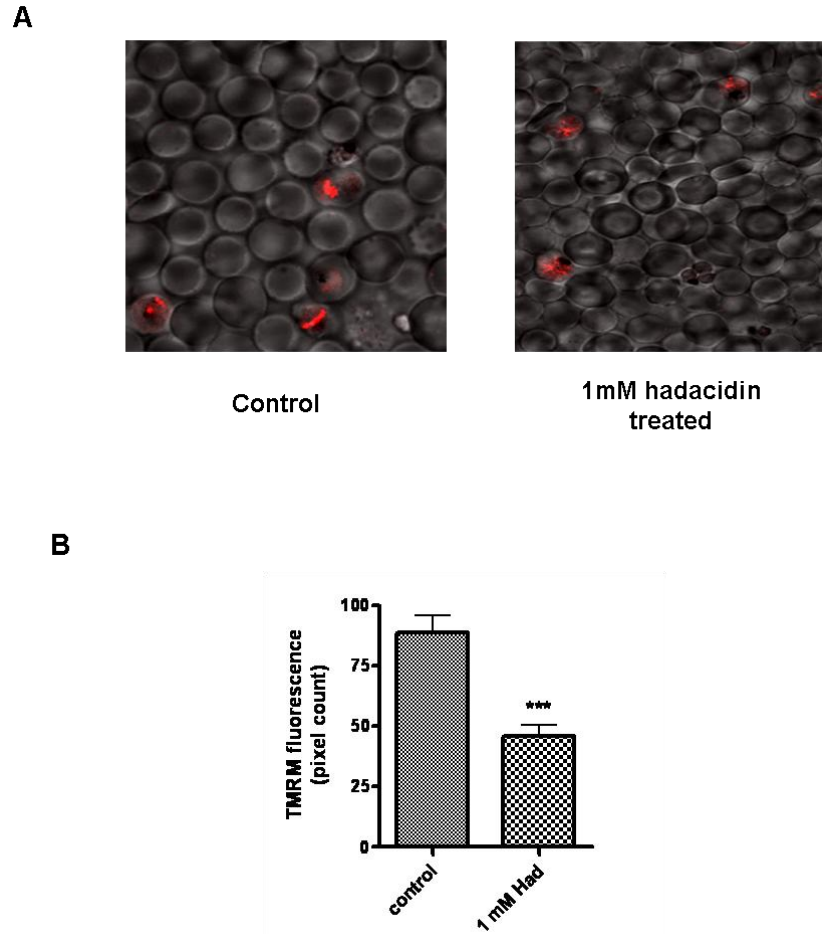 A
Control
1mM hadacidin
treated
B
TMRM fluorescence
(pixel count)
100
75
50
25
0
***
control
1 mM Had